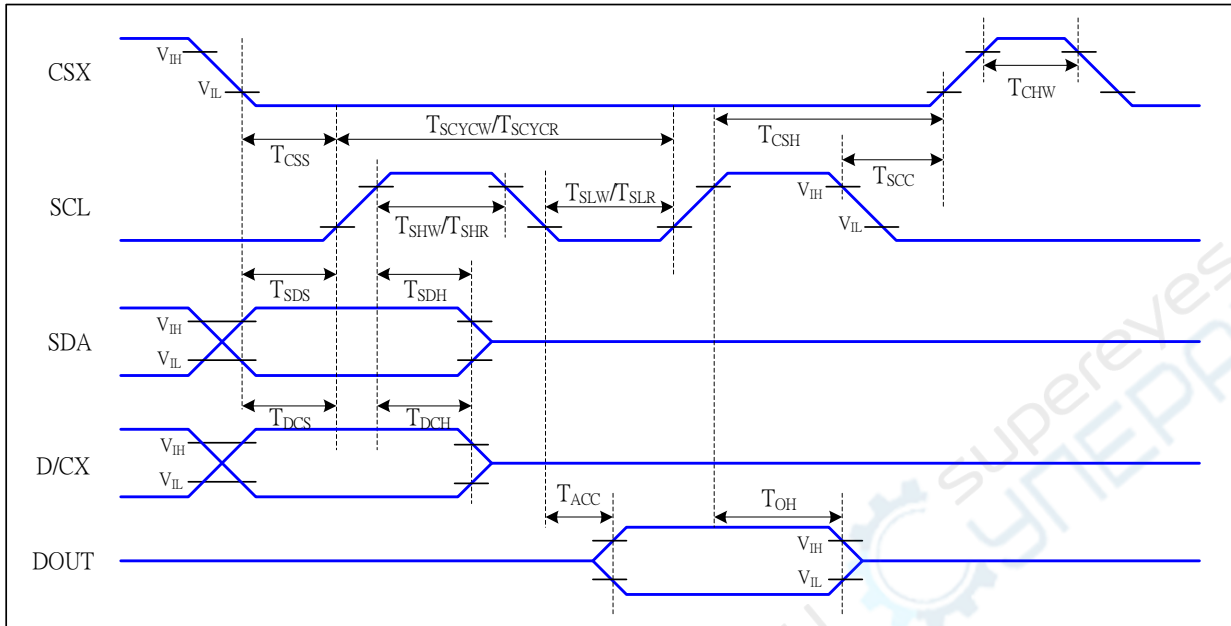 CSX
V_IH
V_IL
T_CHW
T_SCYCW/T_SCYCR
T_CSS
T_CSH
T_SCC
SCL
T_SHW/T_SHR
T_SLW/T_SLR
V_IH
V_IL
T_SDS
T_SDH
SDA
V_IH
V_IL
T_DCS
T_DCH
D/CX
V_IH
V_IL
T_ACC
T_OH
DOUT
V_IH
V_IL
supereyes